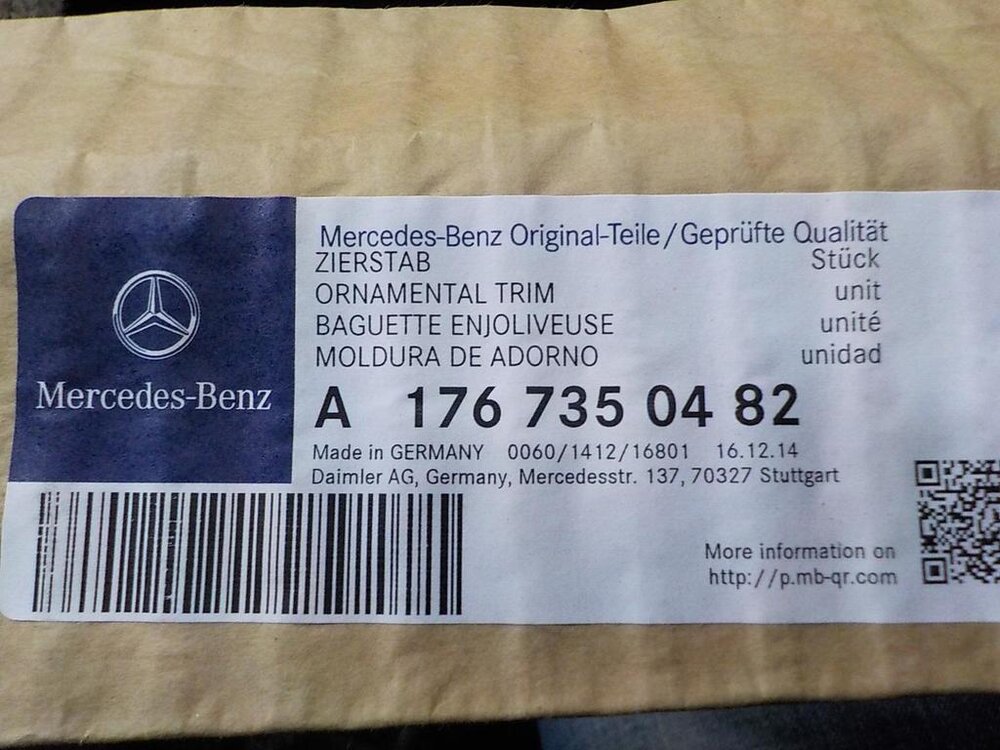 Mercedes-Benz
Mercedes-Benz Original-Teile/Geprüfte Qualität
ZIERSTAB Stück
ORNAMENTAL TRIM unit
BAGUETTE ENJOLIVEUSE unité
MOLDURA DE ADORNO unidad
A 176 735 04 82
Made in GERMANY 0060/1412/16801 16.12.14
Daimler AG, Germany, Mercedesstr. 137, 70327 Stuttgart
More information on
http://p.mb-qr.com